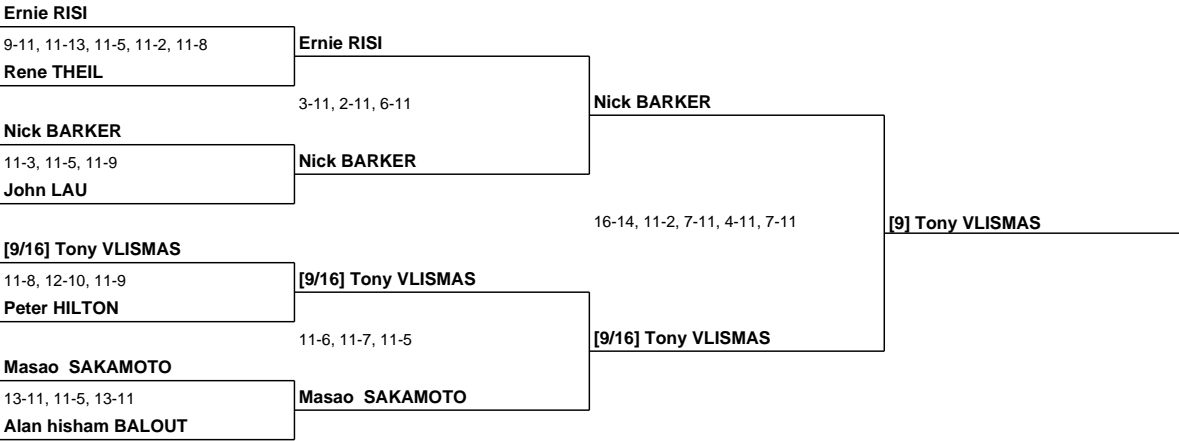 Ernie RISI
9-11, 11-13, 11-5, 11-2, 11-8
Ernie RISI
Rene THEIL
3-11, 2-11, 6-11
Nick BARKER
Nick BARKER
11-3, 11-5, 11-9
Nick BARKER
John LAU
16-14, 11-2, 7-11, 4-11, 7-11
[9] Tony VLISMAS
[9/16] Tony VLISMAS
11-8, 12-10, 11-9
[9/16] Tony VLISMAS
Peter HILTON
11-6, 11-7, 11-5
[9/16] Tony VLISMAS
Masao  SAKAMOTO
13-11, 11-5, 13-11
Masao  SAKAMOTO
Alan hisham BALOUT